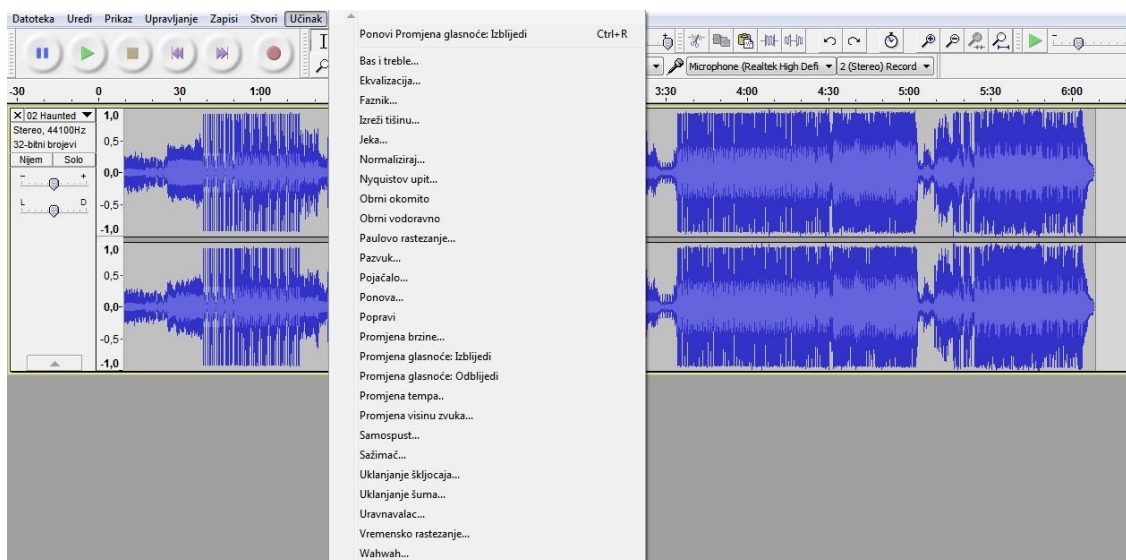 Datoteka Uredi Prikaz Upravljanje Zapisi Stvori Učinak
Ponovi Promjena glasnoće: Izblijedi Ctrl+R
Bas i treble...
Ekvalizacija...
Faznik...
Izreži tišinu...
Jeka...
Normaliziraj...
Nyquistov upit...
Obrni okomito
Obrni vodoravno
Paulovo rastezanje...
Pazvuk...
Pojačalo...
Ponova...
Popravi
Promjena brzine...
Promjena glasnoće: Izblijedi
Promjena glasnoće: Odblijedi
Promjena tempa..
Promjena visinu zvuka...
Samospust...
Sažimač...
Uklanjanje škljocaja...
Uklanjanje šuma...
Uravnavalac...
Vremensko rastezanje...
Wahwah...
Microphone (Realtek High Defi 2 (Stereo) Record
-30 0 30 1:00 3:30 4:00 4:30 5:00 5:30 6:00
02 Haunted
Stereo, 44100Hz
32-bitni brojevi
Nijem Solo
- +
L D
1,0
0,5
0,0
-0,5
-1,0
1,0
0,5
0,0
-0,5
-1,0